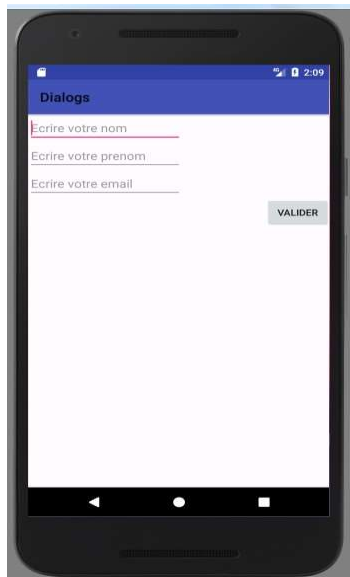 2:09
Dialogs
Ecrire votre nom
Ecrire votre prenom
Ecrire votre email
VALIDER